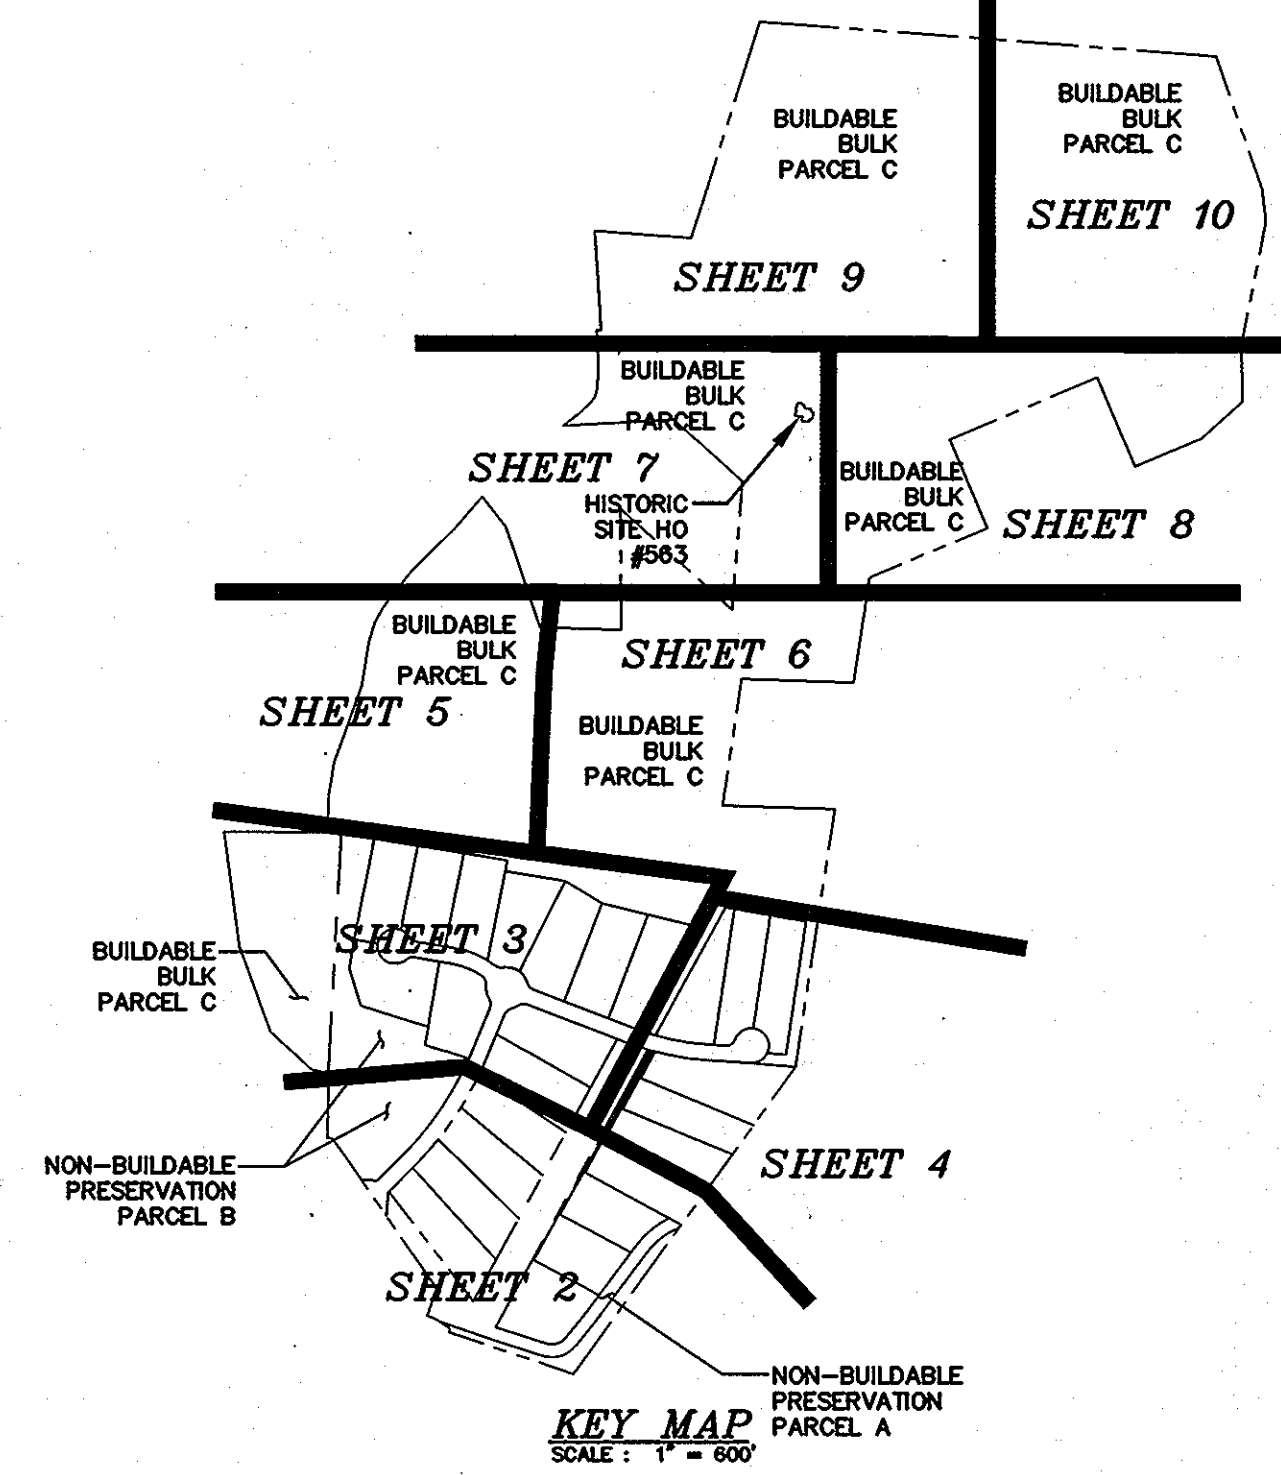 BUILDABLE
BULK
PARCEL C
BUILDABLE
BULK
PARCEL C
SHEET 10
SHEET 9
BUILDABLE
BULK
PARCEL C
SHEET 7
HISTORIC
SITE HO
#563
BUILDABLE
BULK
PARCEL C
SHEET 8
BUILDABLE
BULK
PARCEL C
SHEET 6
SHEET 5
BUILDABLE
BULK
PARCEL C
SHEET 3
BUILDABLE
BULK
PARCEL C
NON-BUILDABLE
PRESERVATION
PARCEL B
SHEET 4
SHEET 2
NON-BUILDABLE
PRESERVATION
PARCEL A
KEY MAP
SCALE : 1" = 600'